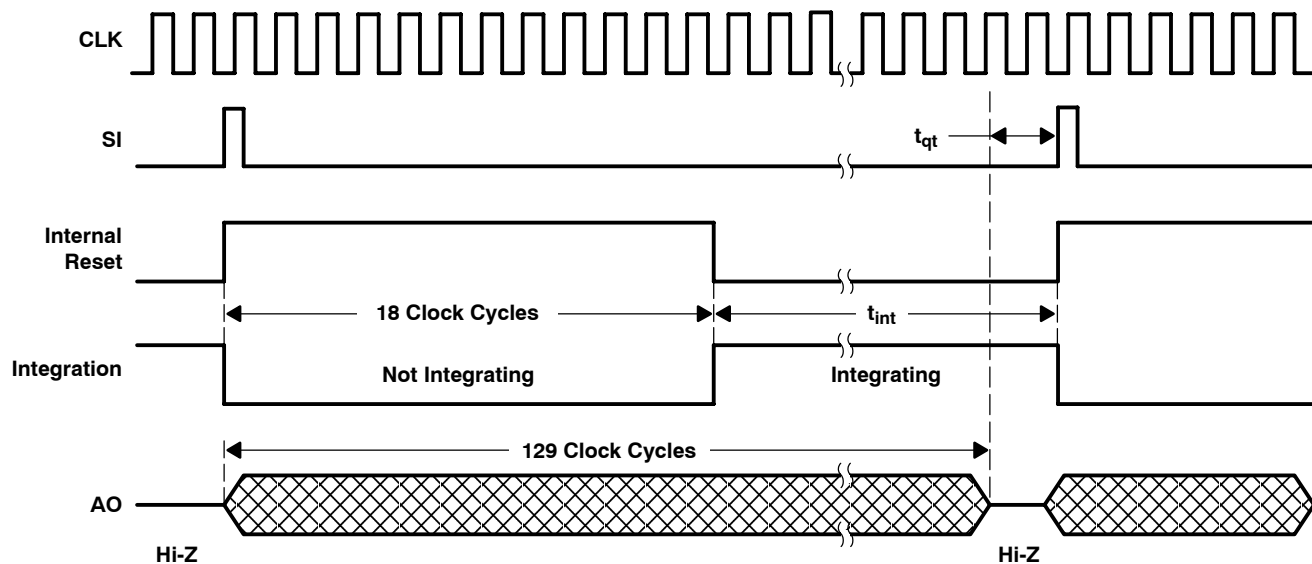 CLK
SI
t_qt
Internal
Reset
18 Clock Cycles
t_int
Integration
Not Integrating
Integrating
129 Clock Cycles
AO
Hi-Z
Hi-Z